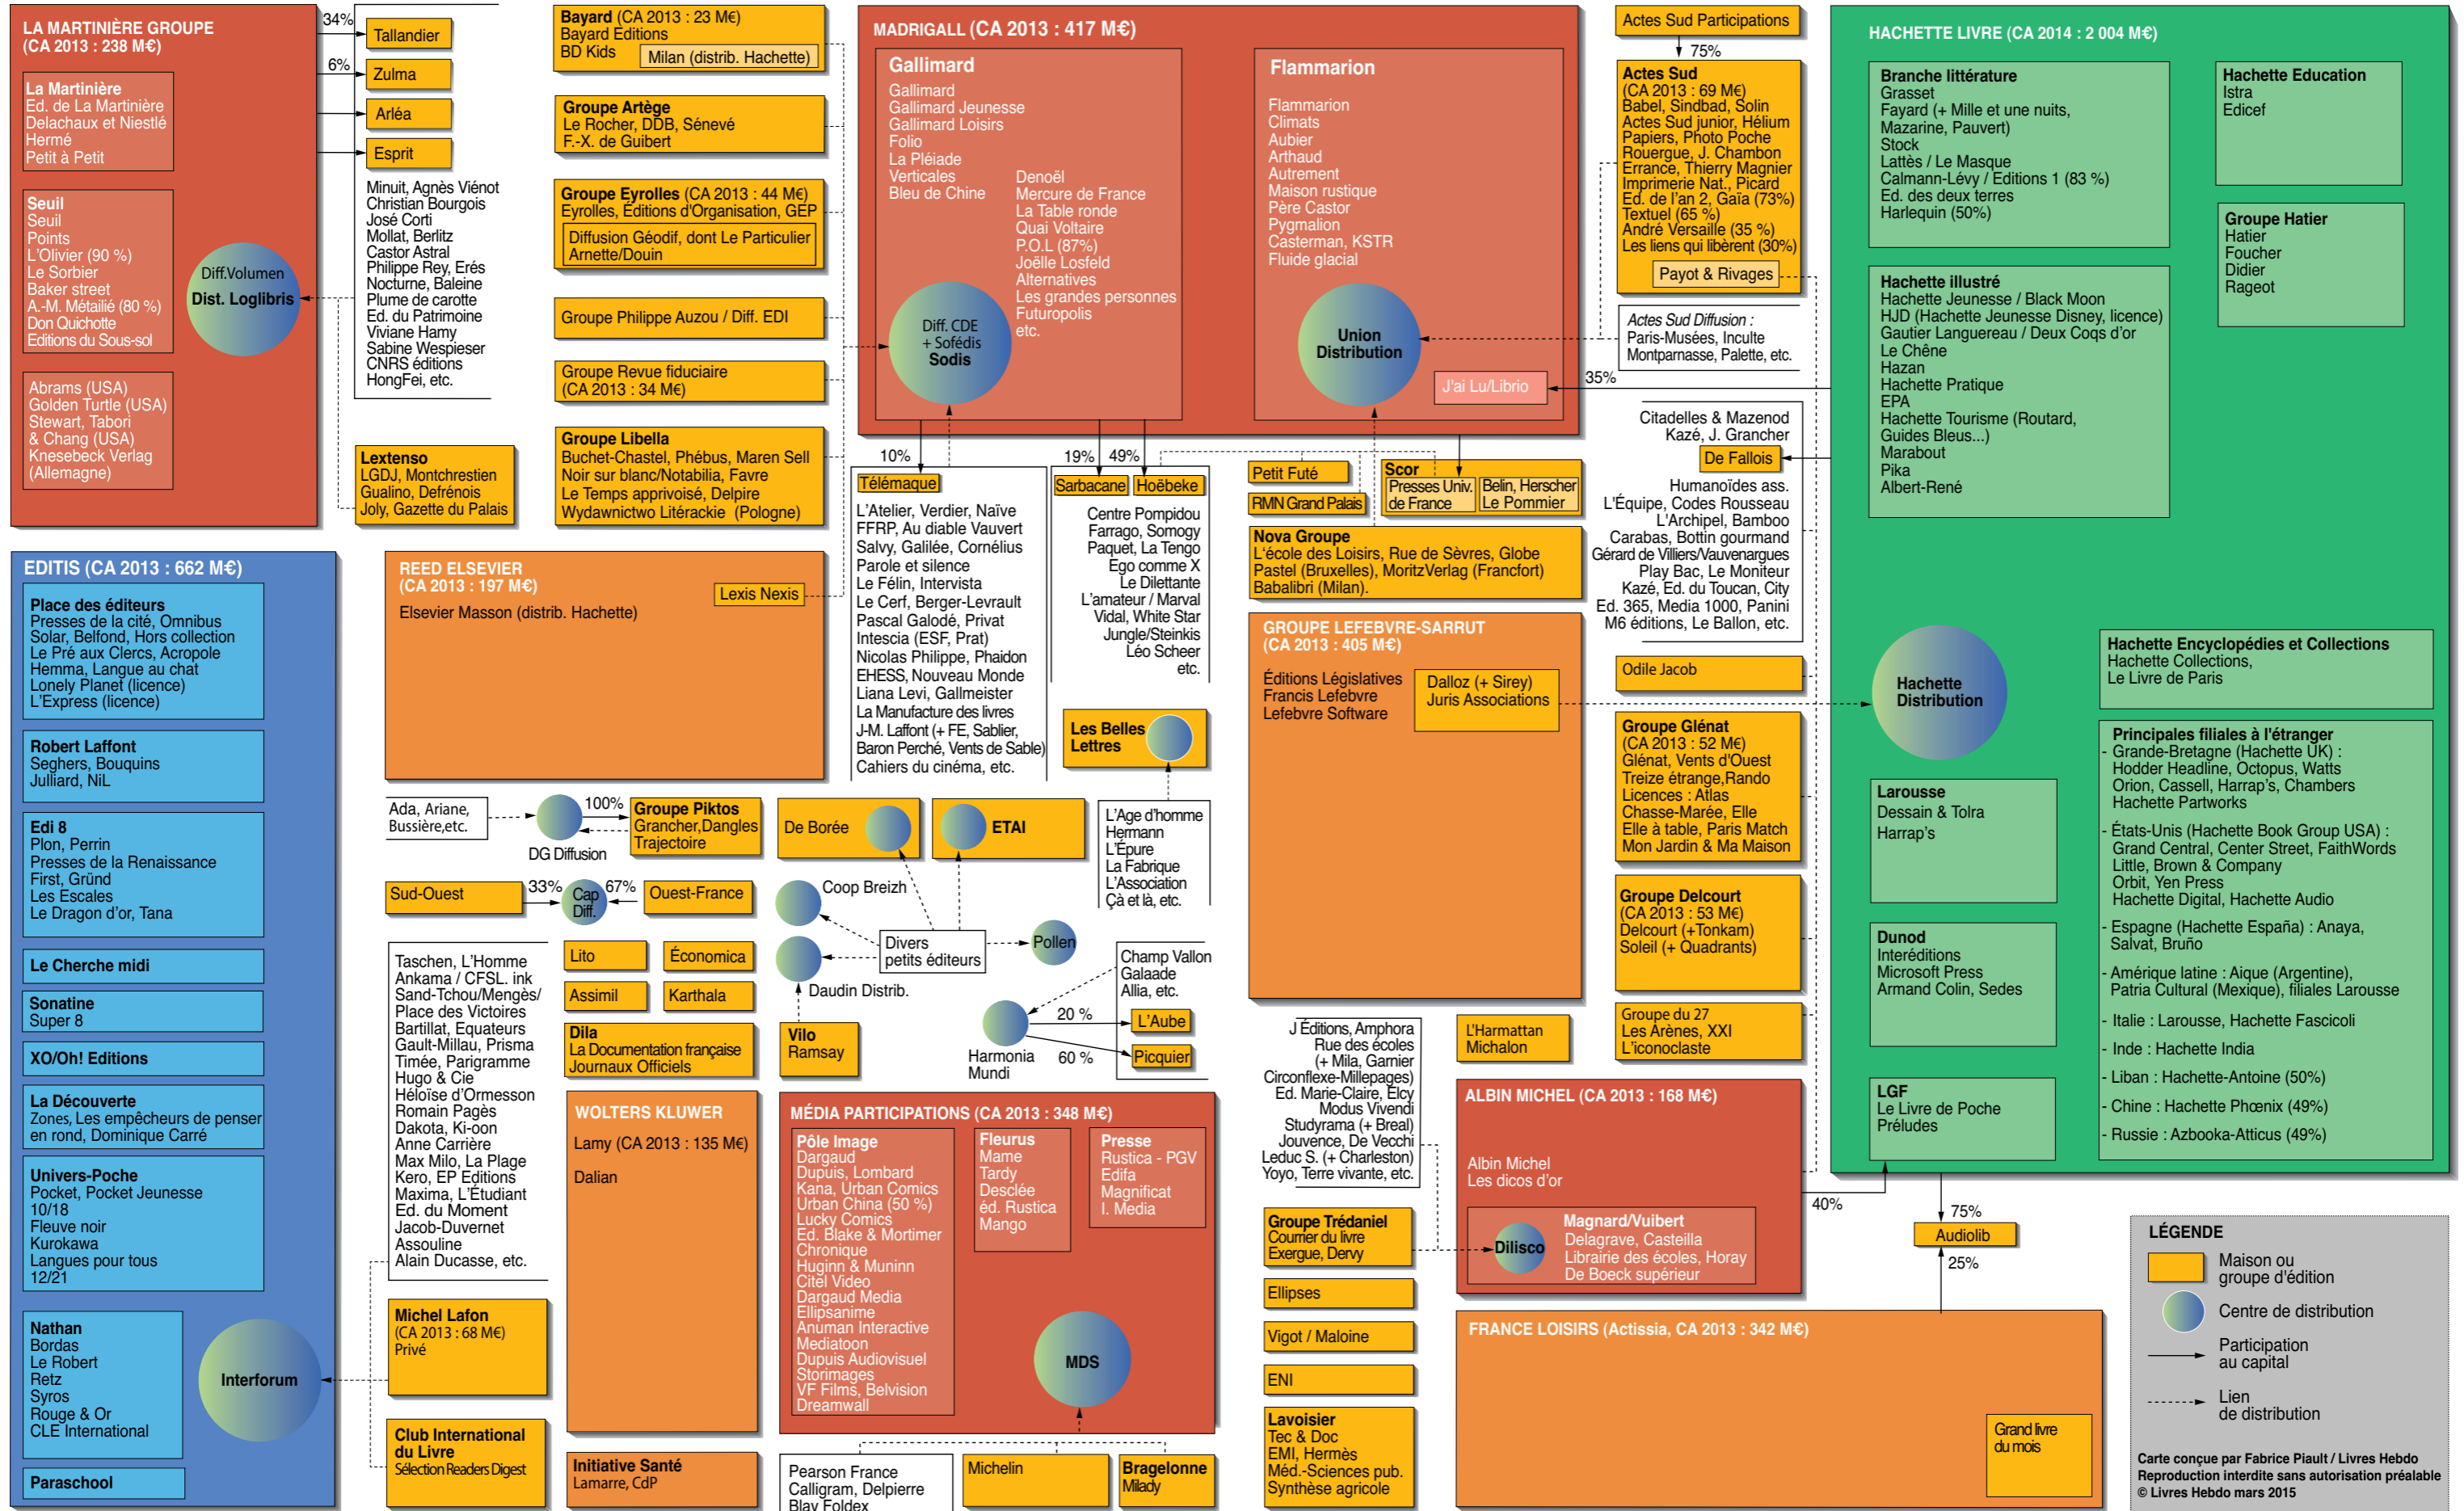 LA MARTINIÈRE GROUPE
(CA 2013 : 238 M€)
La Martinière
Ed. de La Martinière
Delachaux et Niestlé
Hermé
Petit à Petit
Seuil
Seuil
Points
L'Olivier (90 %)
Le Sorbier
Baker street
A.-M. Métailié (80 %)
Don Quichotte
Editions du Sous-sol
Abrams (USA)
Golden Turtle (USA)
Stewart, Tabori
& Chang (USA)
Knesebeck Verlag
(Allemagne)
Diff.Volumen
Dist. Loglibris
34%
Tallandier
6%
Zulma
Arléa
Esprit
Minuit, Agnès Viénot
Christian Bourgois
José Corti
Mollat, Berlitz
Castor Astral
Philippe Rey, Erés
Nocturne, Baleine
Plume de carotte
Ed. du Patrimoine
Viviane Hamy
Sabine Wespieser
CNRS éditions
HongFei, etc.
Lextenso
LGDJ, Montchrestien
Gualino, Defrénois
Joly, Gazette du Palais
Bayard (CA 2013 : 23 M€)
Bayard Editions
BD Kids
Milan (distrib. Hachette)
Groupe Artège
Le Rocher, DDB, Sénevé
F.-X. de Guibert
Groupe Eyrolles (CA 2013 : 44 M€)
Eyrolles, Éditions d'Organisation, GEP
Diffusion Géodif, dont Le Particulier
Arnette/Douin
Groupe Philippe Auzou / Diff. EDI
Groupe Revue fiduciaire
(CA 2013 : 34 M€)
Groupe Libella
Buchet-Chastel, Phébus, Maren Sell
Noir sur blanc/Notabilia, Favre
Le Temps apprivoisé, Delpire
Wydawnictwo Litérackie (Pologne)
MADRIGALL (CA 2013 : 417 M€)
Gallimard
Gallimard
Gallimard Jeunesse
Gallimard Loisirs
Folio
La Pléiade
Verticales
Bleu de Chine
Denoël
Mercure de France
La Table ronde
Quai Voltaire
P.O.L (87%)
Joëlle Losfeld
Alternatives
Les grandes personnes
Futuropolis
etc.
Diff. CDE
+ Sofédis
Sodis
Flammarion
Flammarion
Climats
Aubier
Arthaud
Autrement
Maison rustique
Père Castor
Pygmalion
Casterman, KSTR
Fluide glacial
Union
Distribution
J'ai Lu/Librio
35%
Actes Sud Participations
75%
Actes Sud
(CA 2013 : 69 M€)
Babel, Sindbad, Solin
Actes Sud junior, Hélium
Papiers, Photo Poche
Rouergue, J. Chambon
Errance, Thierry Magnier
Imprimerie Nat., Picard
Ed. de l'an 2, Gaïa (73%)
Textuel (65 %)
André Versaille (35 %)
Les liens qui libèrent (30%)
Payot & Rivages
Actes Sud Diffusion :
Paris-Musées, Inculte
Montparnasse, Palette, etc.
Citadelles & Mazenod
Kazé, J. Grancher
De Fallois
Humanoïdes ass.
L'Équipe, Codes Rousseau
L'Archipel, Bamboo
Carabas, Bottin gourmand
Gérard de Villiers/Vauvenargues
Play Bac, Le Moniteur
Kazé, Ed. du Toucan, City
Ed. 365, Media 1000, Panini
M6 éditions, Le Ballon, etc.
HACHETTE LIVRE (CA 2014 : 2 004 M€)
Branche littérature
Grasset
Fayard (+ Mille et une nuits,
Mazarine, Pauvert)
Stock
Lattès / Le Masque
Calmann-Lévy / Editions 1 (83 %)
Ed. des deux terres
Harlequin (50%)
Hachette Education
Istra
Edicef
Groupe Hatier
Hatier
Foucher
Didier
Rageot
Hachette illustré
Hachette Jeunesse / Black Moon
HJD (Hachette Jeunesse Disney, licence)
Gautier Languereau / Deux Coqs d'or
Le Chêne
Hazan
Hachette Pratique
EPA
Hachette Tourisme (Routard,
Guides Bleus...)
Marabout
Pika
Albert-René
Hachette
Distribution
Hachette Encyclopédies et Collections
Hachette Collections,
Le Livre de Paris
Larousse
Dessain & Tolra
Harrap's
Dunod
Interéditions
Microsoft Press
Armand Colin, Sedes
LGF
Le Livre de Poche
Préludes
Principales filiales à l'étranger
- Grande-Bretagne (Hachette UK) :
Hodder Headline, Octopus, Watts
Orion, Cassell, Harrap's, Chambers
Hachette Partworks
- États-Unis (Hachette Book Group USA) :
Grand Central, Center Street, FaithWords
Little, Brown & Company
Orbit, Yen Press
Hachette Digital, Hachette Audio
- Espagne (Hachette España) : Anaya,
Salvat, Bruño
- Amérique latine : Aique (Argentine),
Patria Cultural (Mexique), filiales Larousse
- Italie : Larousse, Hachette Fascicoli
- Inde : Hachette India
- Liban : Hachette-Antoine (50%)
- Chine : Hachette Phœnix (49%)
- Russie : Azbooka-Atticus (49%)
EDITIS (CA 2013 : 662 M€)
Place des éditeurs
Presses de la cité, Omnibus
Solar, Belfond, Hors collection
Le Pré aux Clercs, Acropole
Hemma, Langue au chat
Lonely Planet (licence)
L'Express (licence)
Robert Laffont
Seghers, Bouquins
Julliard, NiL
Edi 8
Plon, Perrin
Presses de la Renaissance
First, Gründ
Les Escales
Le Dragon d'or, Tana
Le Cherche midi
Sonatine
Super 8
XO/Oh! Editions
La Découverte
Zones, Les empêcheurs de penser
en rond, Dominique Carré
Univers-Poche
Pocket, Pocket Jeunesse
10/18
Fleuve noir
Kurokawa
Langues pour tous
12/21
Nathan
Bordas
Le Robert
Retz
Syros
Rouge & Or
CLE International
Interforum
Paraschool
REED ELSEVIER
(CA 2013 : 197 M€)
Elsevier Masson (distrib. Hachette)
Lexis Nexis
10%
Télémaque
L'Atelier, Verdier, Naïve
FFRP, Au diable Vauvert
Salvy, Galilée, Cornélius
Parole et silence
Le Félin, Intervista
Le Cerf, Berger-Levrault
Pascal Galodé, Privat
Intescia (ESF, Prat)
Nicolas Philippe, Phaidon
EHESS, Nouveau Monde
Liana Levi, Gallmeister
La Manufacture des livres
J-M. Laffont (+ FE, Sablier,
Baron Perché, Vents de Sable)
Cahiers du cinéma, etc.
19%
49%
Sarbacane
Hoëbeke
Centre Pompidou
Farrago, Somogy
Paquet, La Tengo
Ego comme X
Le Dilettante
L'amateur / Marval
Vidal, White Star
Jungle/Steinkis
Léo Scheer
etc.
Les Belles
Lettres
L'Age d'homme
Hermann
L'Épure
La Fabrique
L'Association
Çà et là, etc.
Petit Futé
RMN Grand Palais
Scor
Presses Univ.
de France
Belin, Herscher
Le Pommier
Nova Groupe
L'école des Loisirs, Rue de Sèvres, Globe
Pastel (Bruxelles), MoritzVerlag (Francfort)
Babalibri (Milan).
GROUPE LEFEBVRE-SARRUT
(CA 2013 : 405 M€)
Éditions Législatives
Francis Lefebvre
Lefebvre Software
Dalloz (+ Sirey)
Juris Associations
Odile Jacob
Groupe Glénat
(CA 2013 : 52 M€)
Glénat, Vents d'Ouest
Treize étrange,Rando
Licences : Atlas
Chasse-Marée, Elle
Elle à table, Paris Match
Mon Jardin & Ma Maison
Groupe Delcourt
(CA 2013 : 53 M€)
Delcourt (+Tonkam)
Soleil (+ Quadrants)
Groupe du 27
Les Arènes, XXI
L'iconoclaste
Ada, Ariane,
Bussière,etc.
DG Diffusion
100%
Groupe Piktos
Grancher,Dangles
Trajectoire
Sud-Ouest
33%
Cap
Diff.
67%
Ouest-France
De Borée
ETAI
Coop Breizh
Divers
petits éditeurs
Pollen
Daudin Distrib.
Vilo
Ramsay
Champ Vallon
Galaade
Allia, etc.
Harmonia
Mundi
20 %
L'Aube
60 %
Picquier
Taschen, L'Homme
Ankama / CFSL. ink
Sand-Tchou/Mengès/
Place des Victoires
Bartillat, Equateurs
Gault-Millau, Prisma
Timée, Parigramme
Hugo & Cie
Héloïse d'Ormesson
Romain Pagès
Dakota, Ki-oon
Anne Carrière
Max Milo, La Plage
Kero, EP Editions
Maxima, L'Étudiant
Ed. du Moment
Jacob-Duvernet
Assouline
Alain Ducasse, etc.
Lito
Économica
Assimil
Karthala
Dila
La Documentation française
Journaux Officiels
WOLTERS KLUWER
Lamy (CA 2013 : 135 M€)
Dalian
Michel Lafon
(CA 2013 : 68 M€)
Privé
Club International
du Livre
Sélection Readers Digest
Initiative Santé
Lamarre, CdP
MÉDIA PARTICIPATIONS (CA 2013 : 348 M€)
Pôle Image
Dargaud
Dupuis, Lombard
Kana, Urban Comics
Urban China (50 %)
Lucky Comics
Ed. Blake & Mortimer
Chronique
Huginn & Muninn
Citel Video
Dargaud Media
Ellipsanime
Anuman Interactive
Mediatoon
Dupuis Audiovisuel
Storimages
VF Films, Belvision
Dreamwall
Fleurus
Mame
Tardy
Desclée
éd. Rustica
Mango
Presse
Rustica - PGV
Edifa
Magnificat
I. Media
MDS
Pearson France
Calligram, Delpierre
Blay Foldex
Michelin
Bragelonne
Milady
J Éditions, Amphora
Rue des écoles
(+ Mila, Garnier
Circonflexe-Millepages)
Ed. Marie-Claire, Elcy
Modus Vivendi
Studyrama (+ Breal)
Jouvence, De Vecchi
Leduc S. (+ Charleston)
Yoyo, Terre vivante, etc.
L'Harmattan
Michalon
ALBIN MICHEL (CA 2013 : 168 M€)
Albin Michel
Les dicos d'or
Dilisco
Magnard/Vuibert
Delagrave, Casteilla
Librairie des écoles, Horay
De Boeck supérieur
40%
Groupe Trédaniel
Courrier du livre
Exergue, Dervy
Ellipses
Vigot / Maloine
ENI
Lavoisier
Tec & Doc
EMI, Hermès
Méd.-Sciences pub.
Synthèse agricole
75%
Audiolib
25%
FRANCE LOISIRS (Actissia, CA 2013 : 342 M€)
Grand livre
du mois
LÉGENDE
Maison ou
groupe d'édition
Centre de distribution
Participation
au capital
Lien
de distribution
Carte conçue par Fabrice Piault / Livres Hebdo
Reproduction interdite sans autorisation préalable
© Livres Hebdo mars 2015